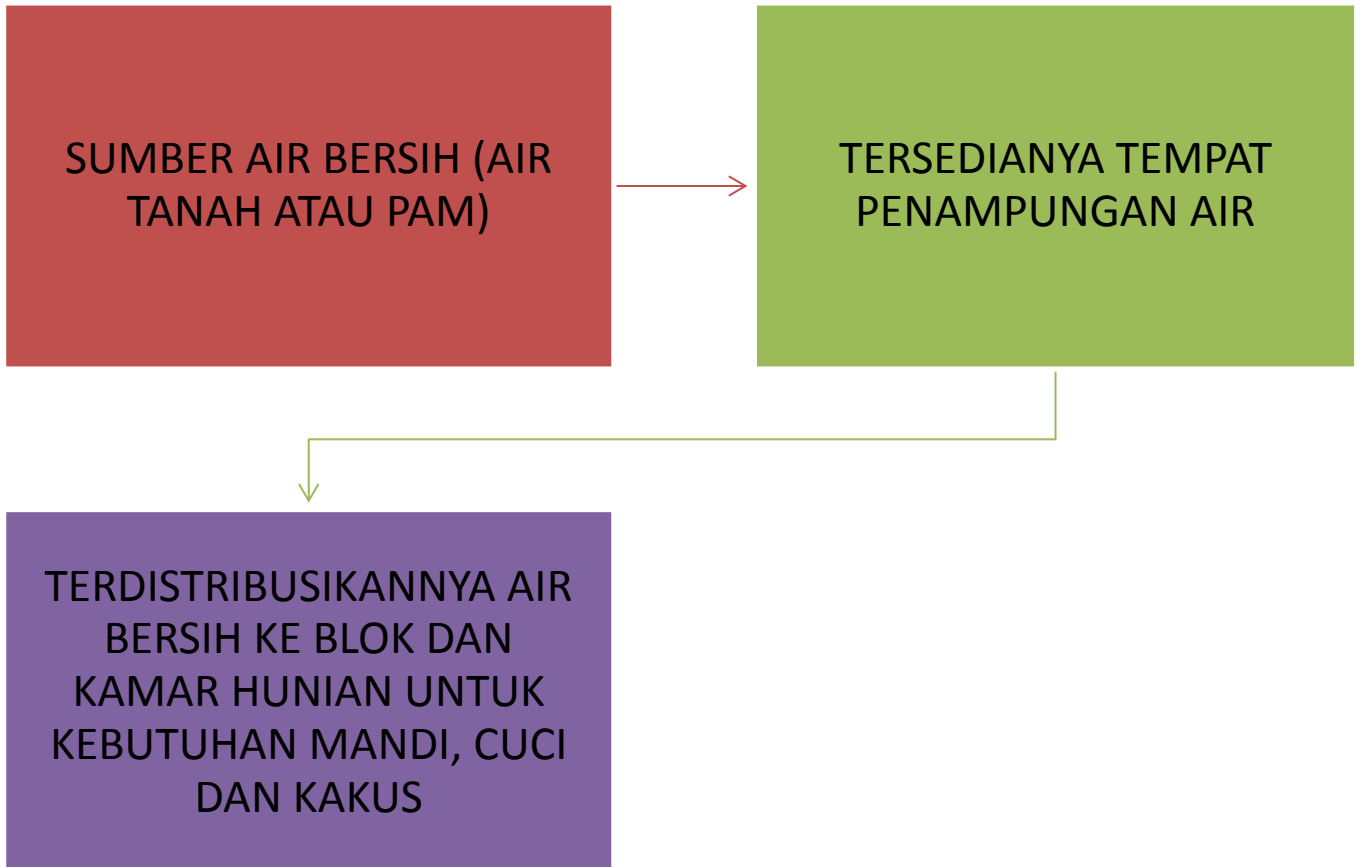 SUMBER AIR BERSIH (AIR
TANAH ATAU PAM)
TERSEDIANYA TEMPAT
PENAMPUNGAN AIR
TERDISTRIBUSIKANNYA AIR
BERSIH KE BLOK DAN
KAMAR HUNIAN UNTUK
KEBUTUHAN MANDI, CUCI
DAN KAKUS